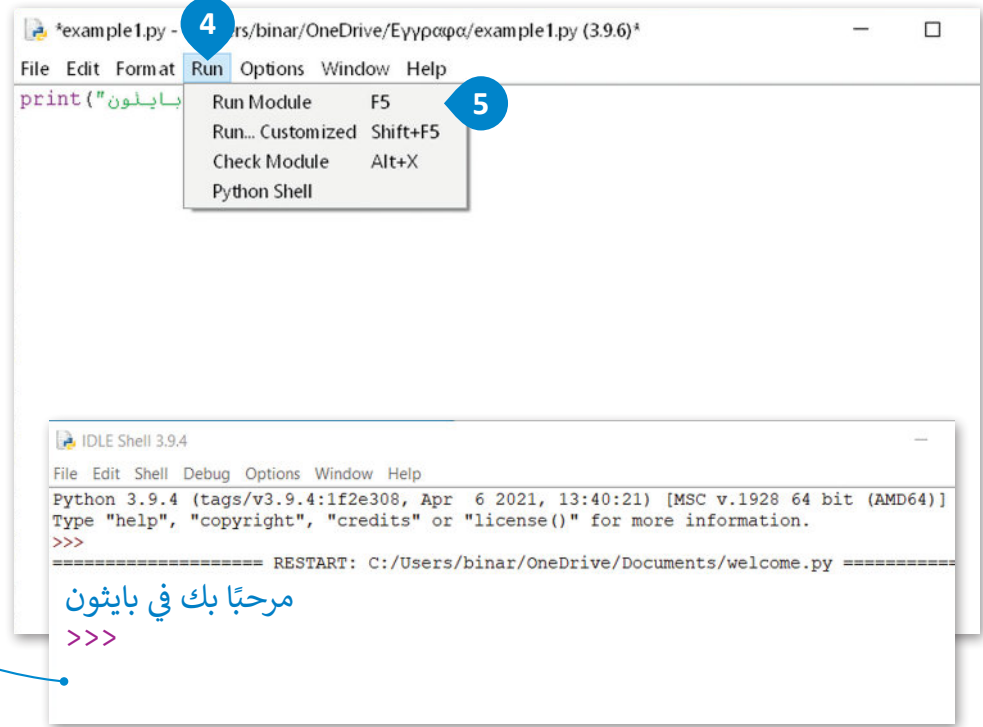 *example1.py - 
4
rs/binar/OneDrive/Εγγραφα/example1.py (3.9.6)*
File Edit Format Run Options Window Help
print("بايثون
Run Module F5
5
Run... Customized Shift+F5
Check Module Alt+X
Python Shell
IDLE Shell 3.9.4
File Edit Shell Debug Options Window Help
Python 3.9.4 (tags/v3.9.4:1f2e308, Apr 6 2021, 13:40:21) [MSC v.1928 64 bit (AMD64)]
Type "help", "copyright", "credits" or "license()" for more information.
>>>
==================== RESTART: C:/Users/binar/OneDrive/Documents/welcome.py ===========
مرحبًا بك في بايثون
>>>